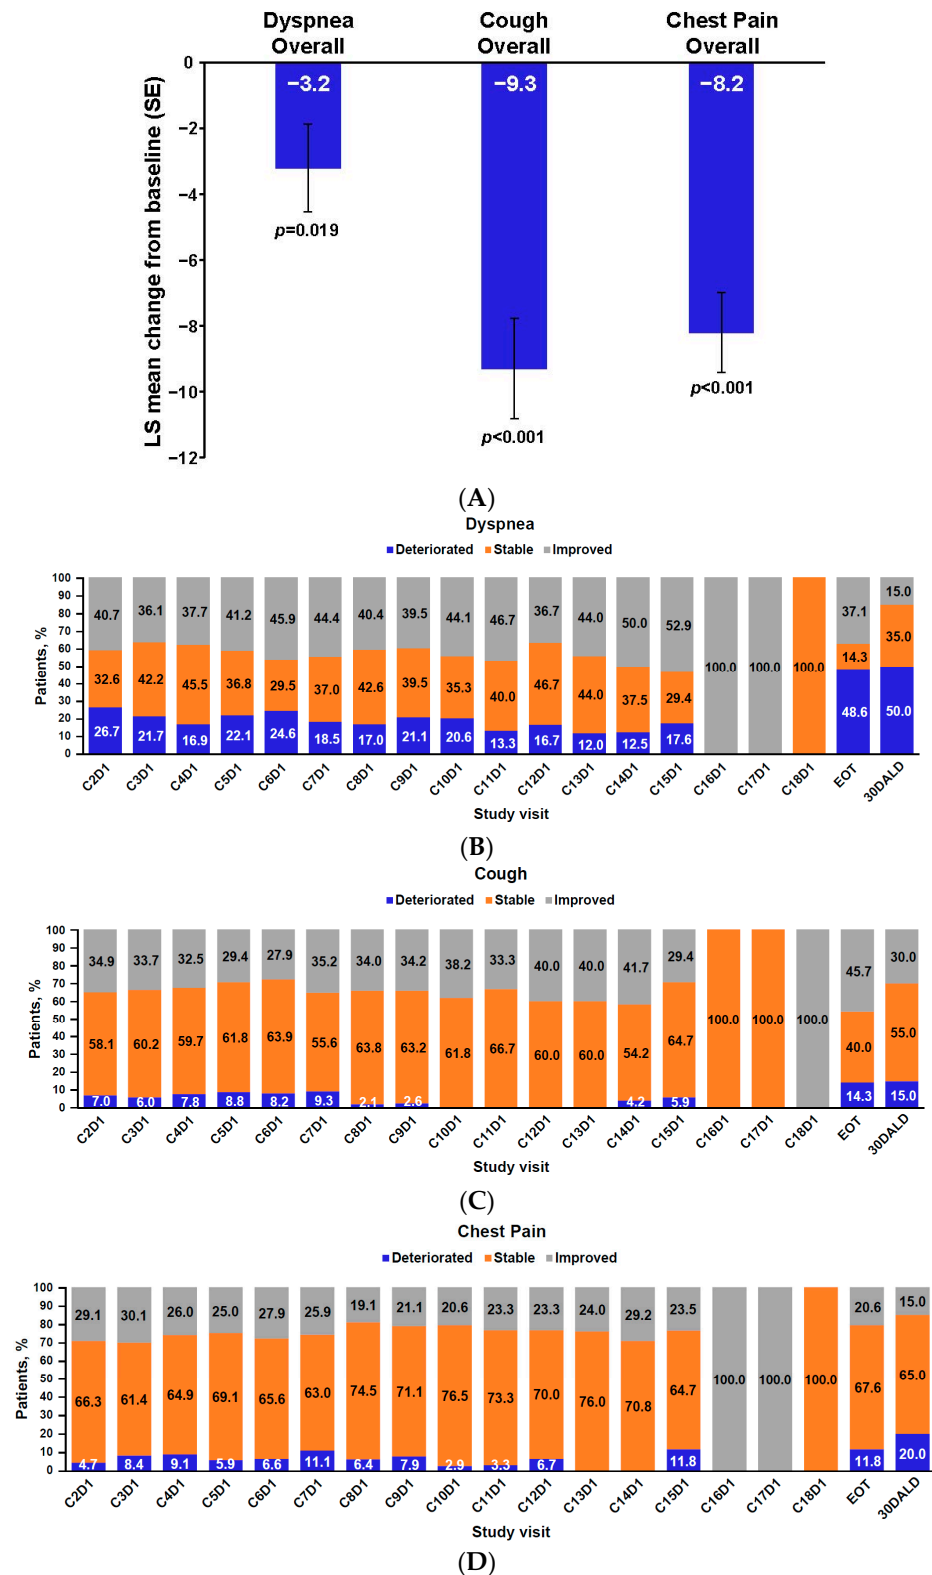 Dyspnea Overall
Cough Overall
Chest Pain Overall
LS mean change from baseline (SE)
0
−2
−4
−6
−8
−10
−12
−3.2
−9.3
−8.2
p=0.019
p<0.001
p<0.001
(A)
Dyspnea
Deteriorated Stable Improved
Patients, %
100
90
80
70
60
50
40
30
20
10
0
40.7 36.1 37.7 41.2 45.9 44.4 40.4 39.5 44.1 46.7 36.7 44.0 50.0 52.9 100.0 100.0 100.0 37.1 15.0
32.6 42.2 45.5 36.8 29.5 37.0 42.6 39.5 35.3 40.0 46.7 44.0 37.5 29.4 14.3 35.0
26.7 21.7 16.9 22.1 24.6 18.5 17.0 21.1 20.6 13.3 16.7 12.0 12.5 17.6 48.6 50.0
C2D1 C3D1 C4D1 C5D1 C6D1 C7D1 C8D1 C9D1 C10D1 C11D1 C12D1 C13D1 C14D1 C15D1 C16D1 C17D1 C18D1 EOT 30DALD
Study visit
(B)
Cough
Deteriorated Stable Improved
Patients, %
100
90
80
70
60
50
40
30
20
10
0
34.9 33.7 32.5 29.4 27.9 35.2 34.0 34.2 38.2 33.3 40.0 40.0 41.7 29.4 45.7 30.0
58.1 60.2 59.7 61.8 63.9 55.6 63.8 63.2 61.8 66.7 60.0 60.0 54.2 64.7 100.0 100.0 100.0 40.0 55.0
7.0 6.0 7.8 8.8 8.2 9.3 2.1 2.6 4.2 5.9 14.3 15.0
C2D1 C3D1 C4D1 C5D1 C6D1 C7D1 C8D1 C9D1 C10D1 C11D1 C12D1 C13D1 C14D1 C15D1 C16D1 C17D1 C18D1 EOT 30DALD
Study visit
(C)
Chest Pain
Deteriorated Stable Improved
Patients, %
100
90
80
70
60
50
40
30
20
10
0
29.1 30.1 26.0 25.0 27.9 25.9 19.1 21.1 20.6 23.3 23.3 24.0 29.2 23.5 20.6 15.0
66.3 61.4 64.9 69.1 65.6 63.0 74.5 71.1 76.5 73.3 70.0 76.0 70.8 64.7 100.0 100.0 100.0 67.6 65.0
4.7 8.4 9.1 5.9 6.6 11.1 6.4 7.9 2.9 3.3 6.7 11.8 11.8 20.0
C2D1 C3D1 C4D1 C5D1 C6D1 C7D1 C8D1 C9D1 C10D1 C11D1 C12D1 C13D1 C14D1 C15D1 C16D1 C17D1 C18D1 EOT 30DALD
Study visit
(D)